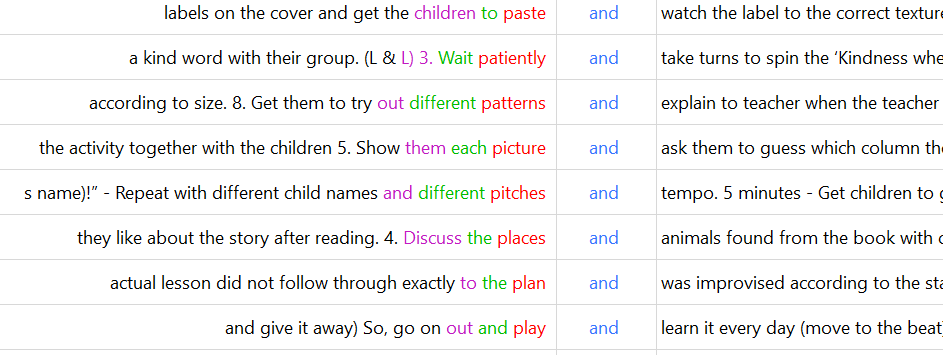 labels on the cover and get the children to paste and watch the label to the correct texture
a kind word with their group. (L & L) 3. Wait patiently and take turns to spin the ‘Kindness whe
according to size. 8. Get them to try out different patterns and explain to teacher when the teacher
the activity together with the children 5. Show them each picture and ask them to guess which column the
s name)!” - Repeat with different child names and different pitches and tempo. 5 minutes - Get children to g
they like about the story after reading. 4. Discuss the places and animals found from the book with c
actual lesson did not follow through exactly to the plan and was improvised according to the sta
and give it away) So, go on out and play and learn it every day (move to the beat)